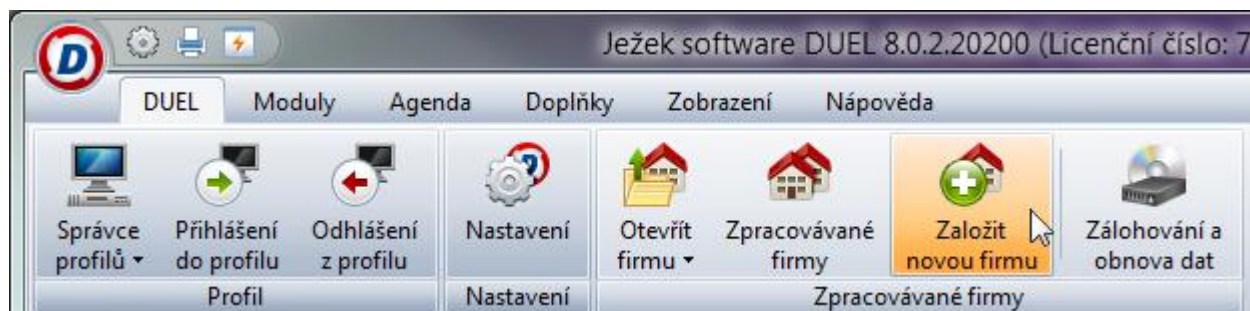 Ježek software DUEL 8.0.2.20200 (Licenční číslo: 7
DUEL Moduly Agenda Doplňky Zobrazení Nápověda
Správce profilů
Přihlášení do profilu
Odhlášení z profilu
Nastavení
Otevřít firmu
Zpracovávané firmy
Založit novou firmu
Zálohování a obnova dat
Profil Nastavení Zpracovávané firmy